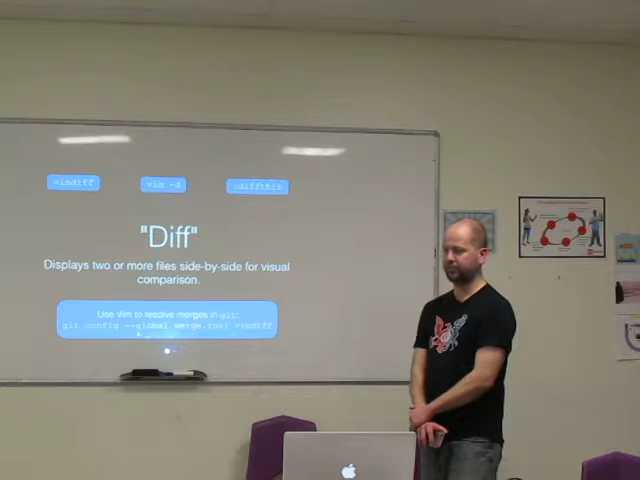 vimdiff
vim -d
:diffthis
"Diff"
Displays two or more files side-by-side for visual
comparison.
Use vim to resolve merges in git:
git config --global merge.tool vimdiff